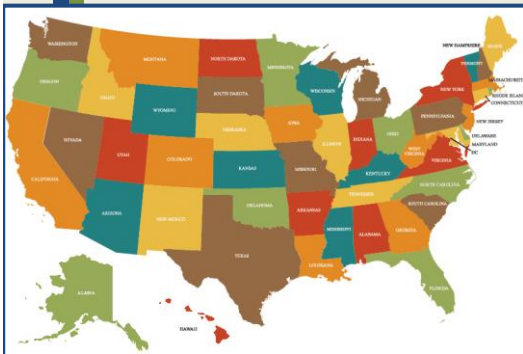 WASHINGTON
OREGON
CALIFORNIA
NEVADA
IDAHO
MONTANA
WYOMING
UTAH
COLORADO
ARIZONA
NEW MEXICO
NORTH DAKOTA
SOUTH DAKOTA
NEBRASKA
KANSAS
OKLAHOMA
TEXAS
MINNESOTA
IOWA
MISSOURI
ARKANSAS
LOUISIANA
WISCONSIN
ILLINOIS
MICHIGAN
INDIANA
OHIO
KENTUCKY
TENNESSEE
MISSISSIPPI
ALABAMA
GEORGIA
FLORIDA
SOUTH CAROLINA
NORTH CAROLINA
VIRGINIA
WEST
VIRGINIA
PENNSYLVANIA
NEW YORK
NEW HAMPSHIRE
VERMONT
MAINE
MASSACHUSETT
RHODE ISLAND
CONNECTICUT
NEW JERSEY
DELAWARE
MARYLAND
DC
ALASKA
HAWAII